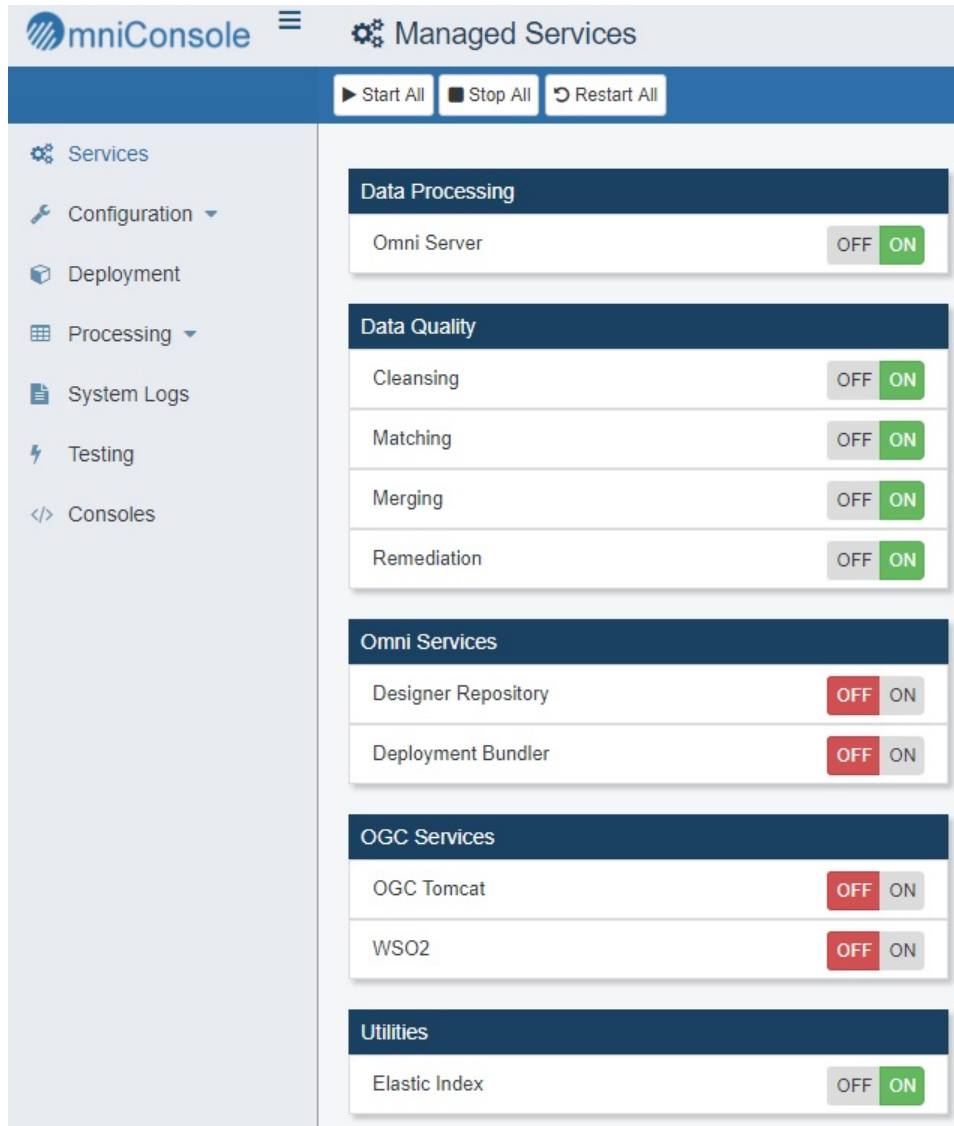 OmniConsole
Managed Services
Start All Stop All Restart All
Services
Configuration
Deployment
Processing
System Logs
Testing
Consoles
Data Processing
Omni Server OFF ON
Data Quality
Cleansing OFF ON
Matching OFF ON
Merging OFF ON
Remediation OFF ON
Omni Services
Designer Repository OFF ON
Deployment Bundler OFF ON
OGC Services
OGC Tomcat OFF ON
WSO2 OFF ON
Utilities
Elastic Index OFF ON